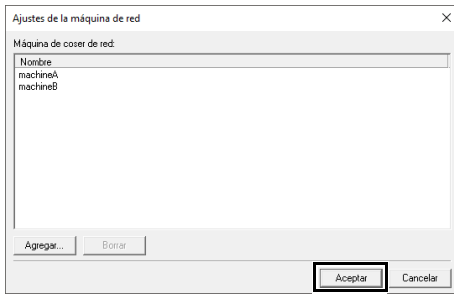 Ajustes de la máquina de red
Máquina de coser de red:
Nombre
machineA
machineB
Agregar... Borrar
Aceptar Cancelar